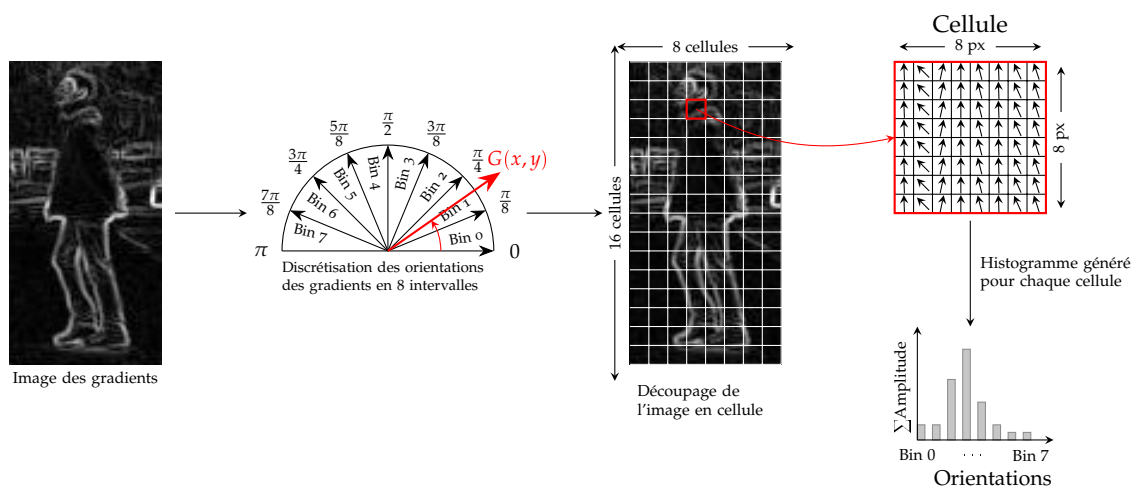 Image des gradients
π
7π/8
3π/4
5π/8
π/2
3π/8
π/4
π/8
0
G(x, y)
Bin 7
Bin 6
Bin 5
Bin 4
Bin 3
Bin 2
Bin 1
Bin 0
Discrétisation des orientations
des gradients en 8 intervalles
8 cellules
16 cellules
Découpage de
l'image en cellule
Cellule
8 px
8 px
Histogramme généré
pour chaque cellule
∑Amplitude
Bin 0 ... Bin 7
Orientations